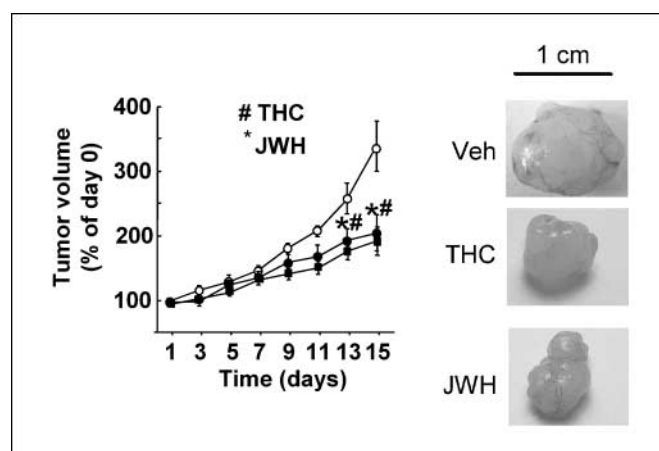 1 cm
400
# THC
* JWH
Veh
300
Tumor volume
(% of day 0)
*# *#
200
THC
100
1 3 5 7 9 11 13 15
Time (days)
JWH